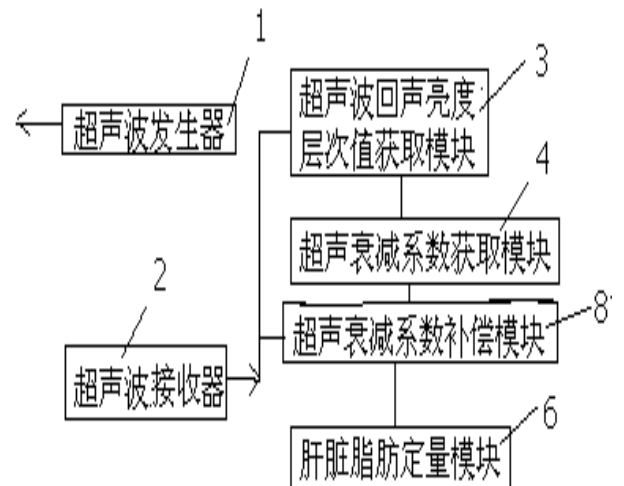 1
超声波发生器
3
超声波回声亮度
层次值获取模块
4
超声衰减系数获取模块
2
8
超声衰减系数补偿模块
超声波接收器
6
肝脏脂肪定量模块